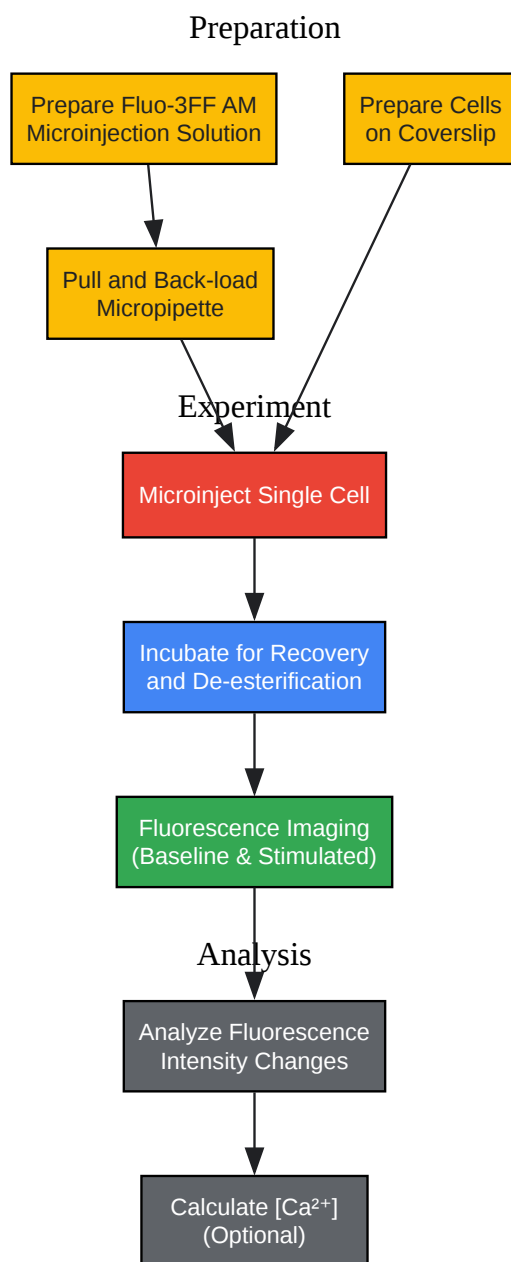 Preparation
Prepare Fluo-3FF AM
Microinjection Solution
Prepare Cells
on Coverslip
Pull and Back-load
Micropipette
Experiment
Microinject Single Cell
Incubate for Recovery
and De-esterification
Fluorescence Imaging
(Baseline & Stimulated)
Analysis
Analyze Fluorescence
Intensity Changes
Calculate [Ca²⁺]
(Optional)